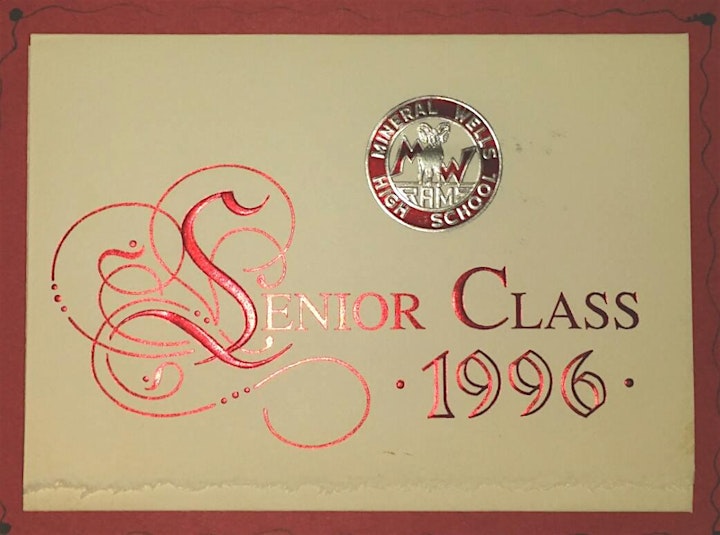 MINERAL WELLS
MW
RAMS
HIGH SCHOOL
SENIOR CLASS
· 1996 ·